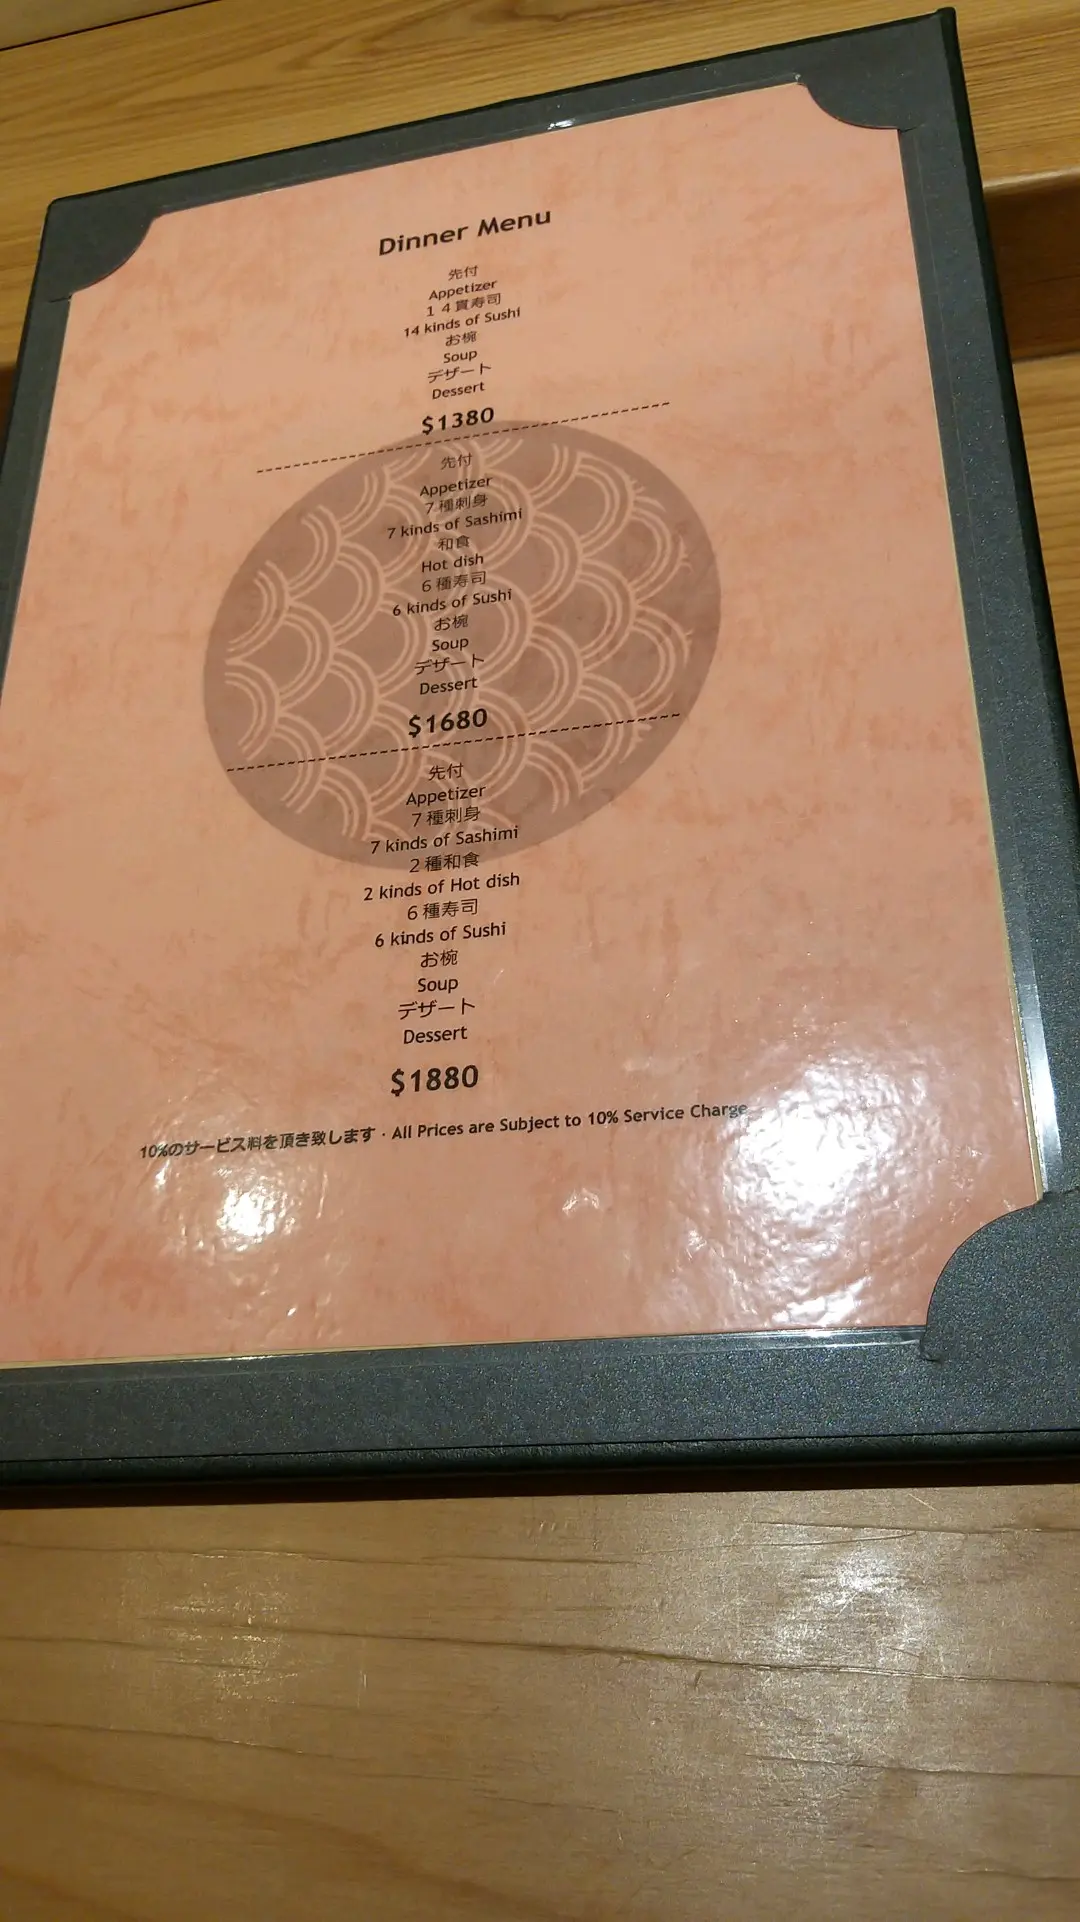 Dinner Menu
先付
Appetizer
１４貫寿司
14 kinds of Sushi
お椀
Soup
デザート
Dessert
$1380
先付
Appetizer
７種刺身
7 kinds of Sashimi
和食
Hot dish
６種寿司
6 kinds of Sushi
お椀
Soup
デザート
Dessert
$1680
先付
Appetizer
７種刺身
7 kinds of Sashimi
２種和食
2 kinds of Hot dish
６種寿司
6 kinds of Sushi
お椀
Soup
デザート
Dessert
$1880
10%のサービス料を頂き致します · All Prices are Subject to 10% Service Charge